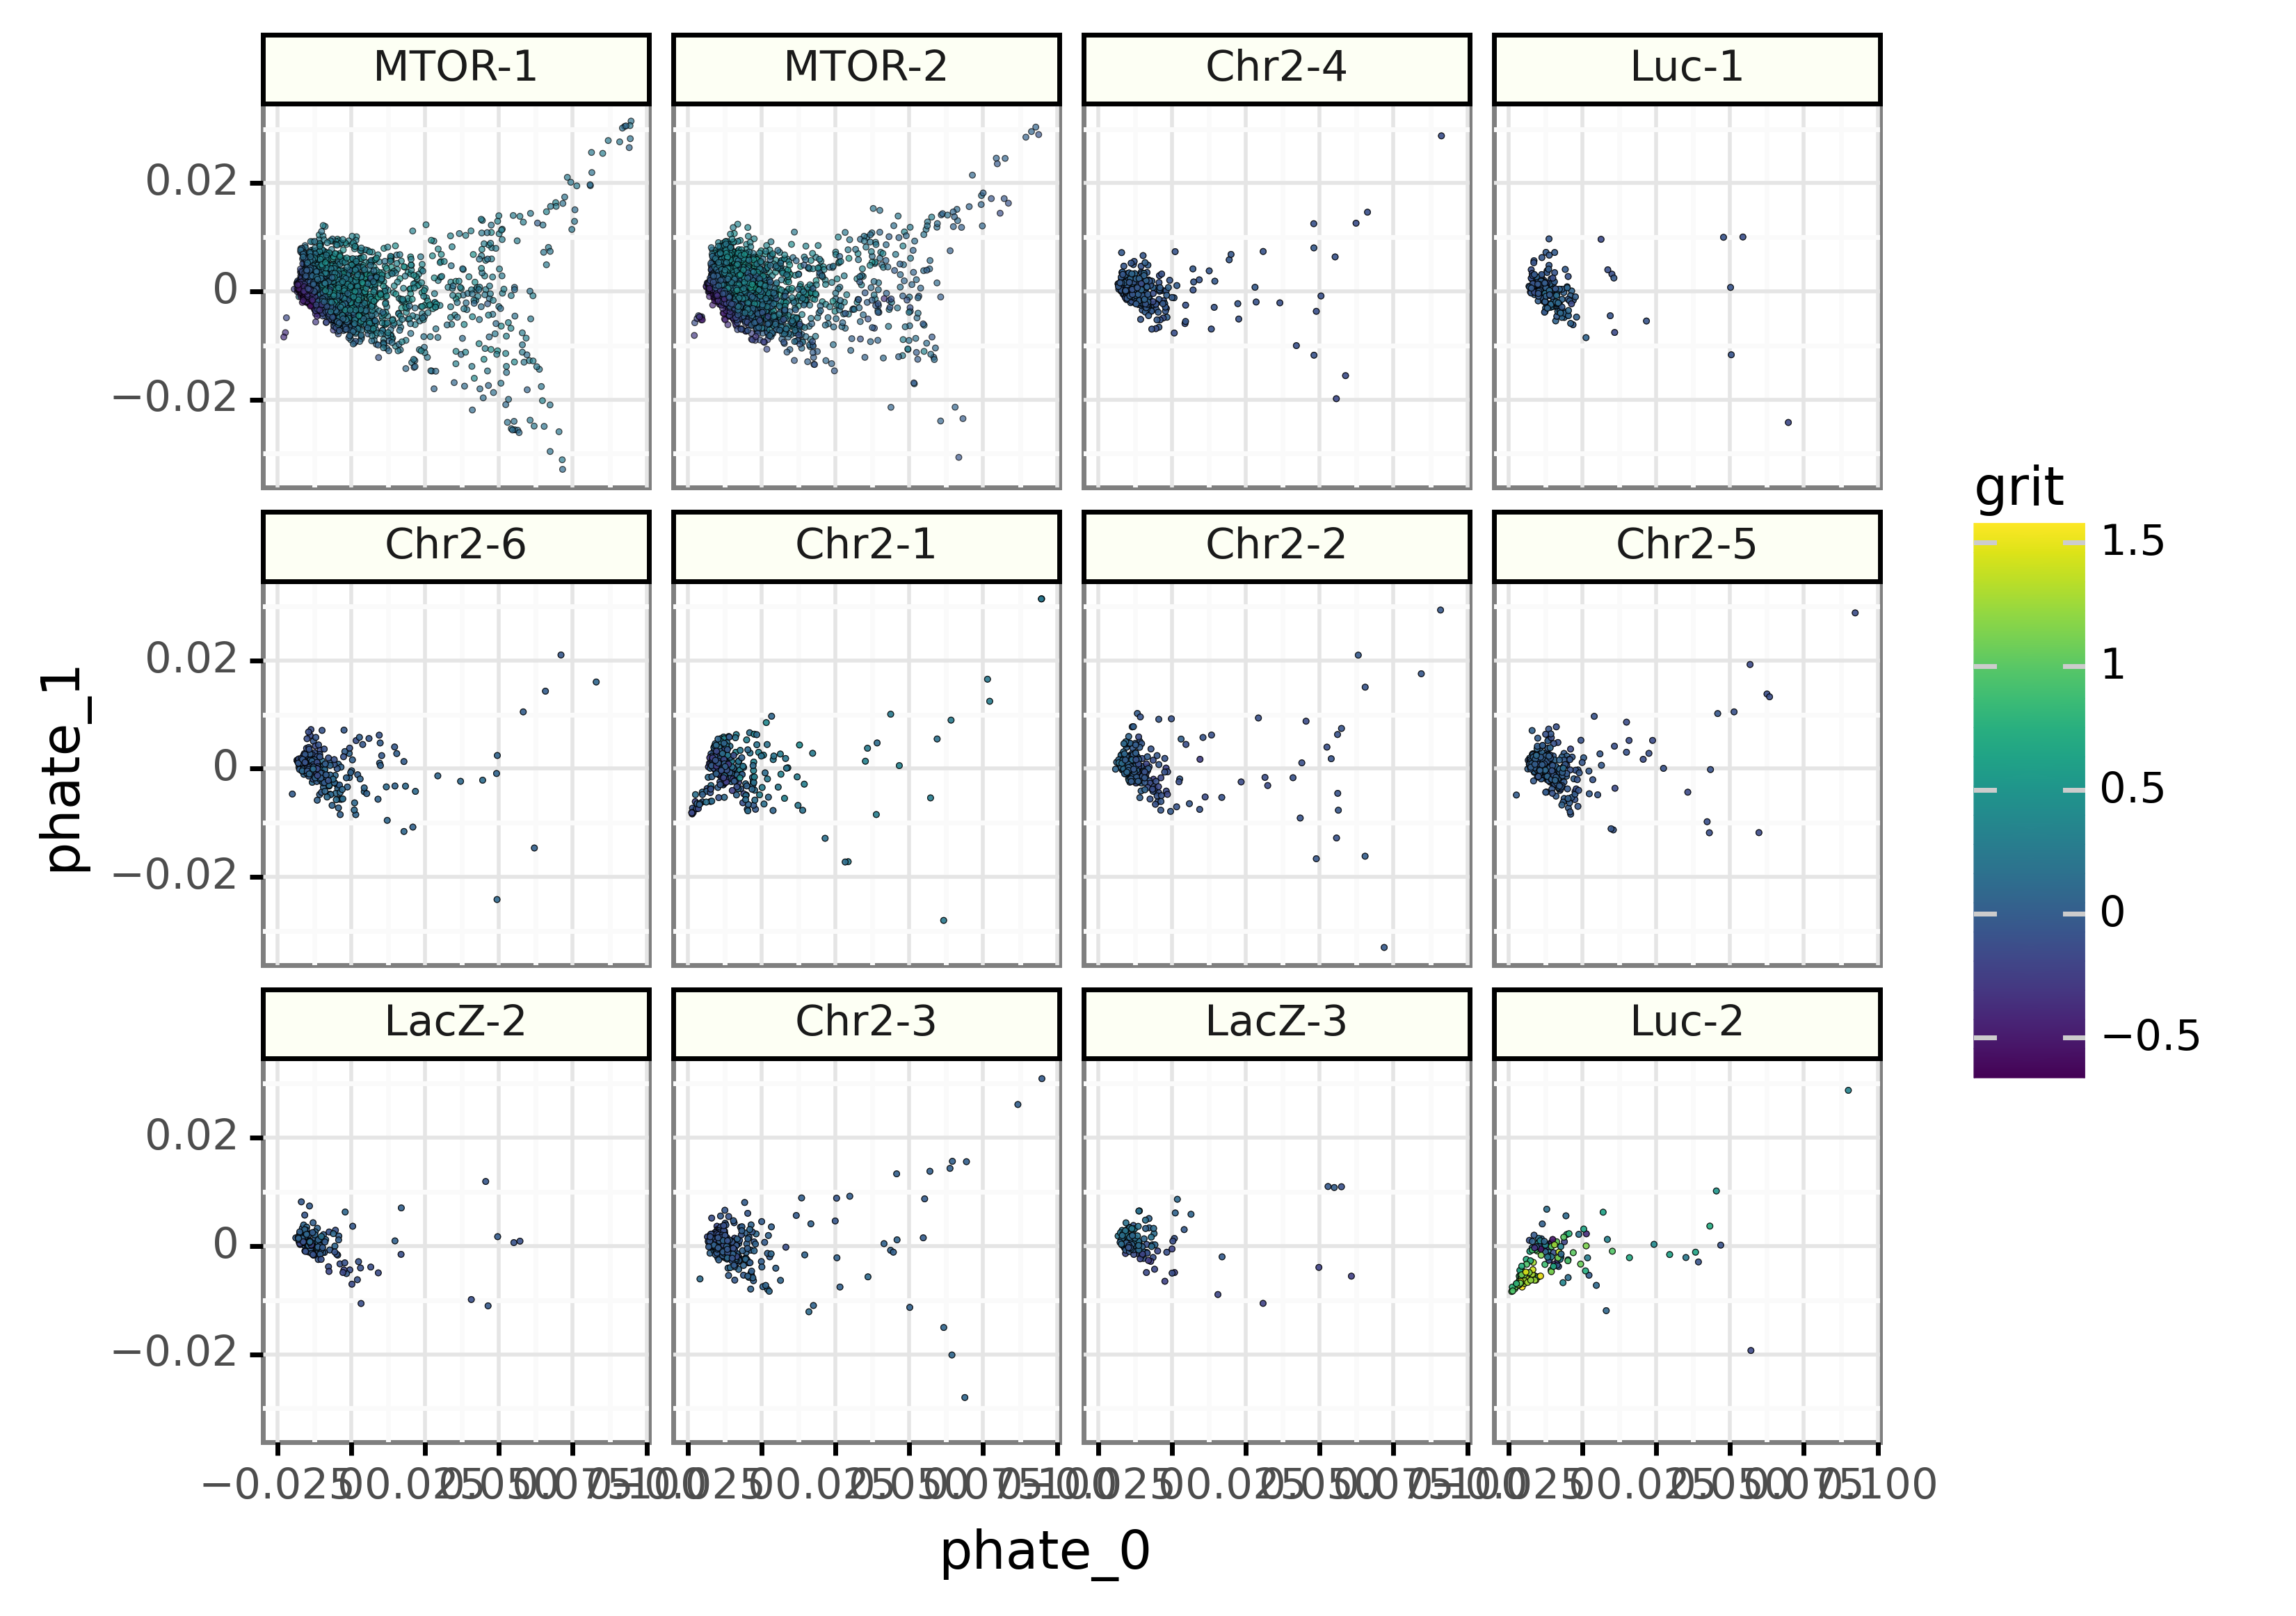 MTOR-1 MTOR-2 Chr2-4 Luc-1
0.02
0
−0.02
Chr2-6 Chr2-1 Chr2-2 Chr2-5
0.02
0
−0.02
LacZ-2 Chr2-3 LacZ-3 Luc-2
0.02
0
−0.02
phate_1
phate_0
grit
1.5
1
0.5
0
−0.5